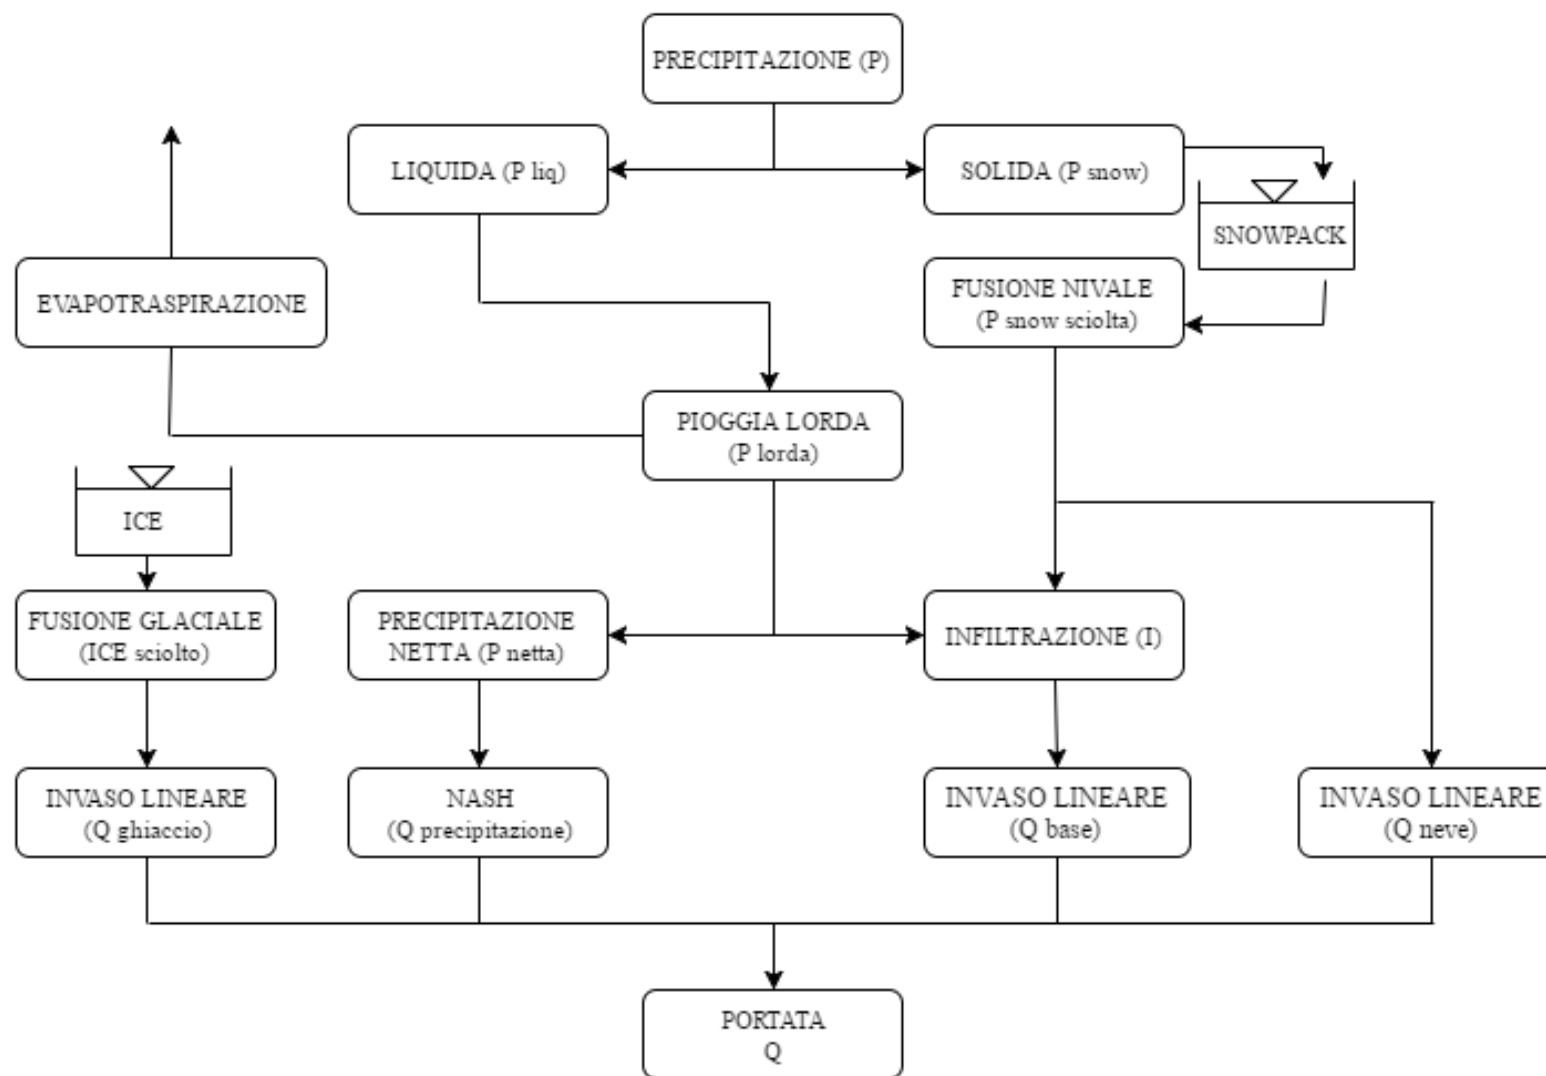 PRECIPITAZIONE (P)
LIQUIDA (P liq)
SOLIDA (P snow)
SNOWPACK
EVAPOTRASPIRAZIONE
FUSIONE NIVALE
(P snow sciolta)
PIOGGIA LORDA
(P lorda)
ICE
FUSIONE GLACIALE
(ICE sciolto)
PRECIPITAZIONE
NETTA (P netta)
INFILTRAZIONE (I)
INVASO LINEARE
(Q ghiaccio)
NASH
(Q precipitazione)
INVASO LINEARE
(Q base)
INVASO LINEARE
(Q neve)
PORTATA
Q